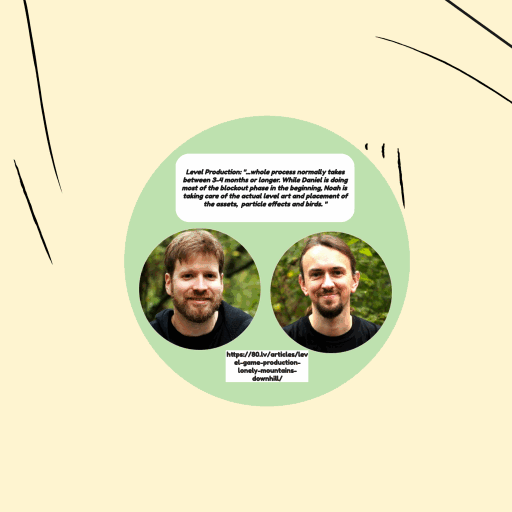 Level Production: "...whole process normally takes
between 3-4 months or longer. While Daniel is doing
most of the blockout phase in the beginning, Noah is
taking care of the actual level art and placement of
the assets,  particle effects and birds. "
https://80.lv/articles/lev
el-game-production-
lonely-mountains-
downhill/